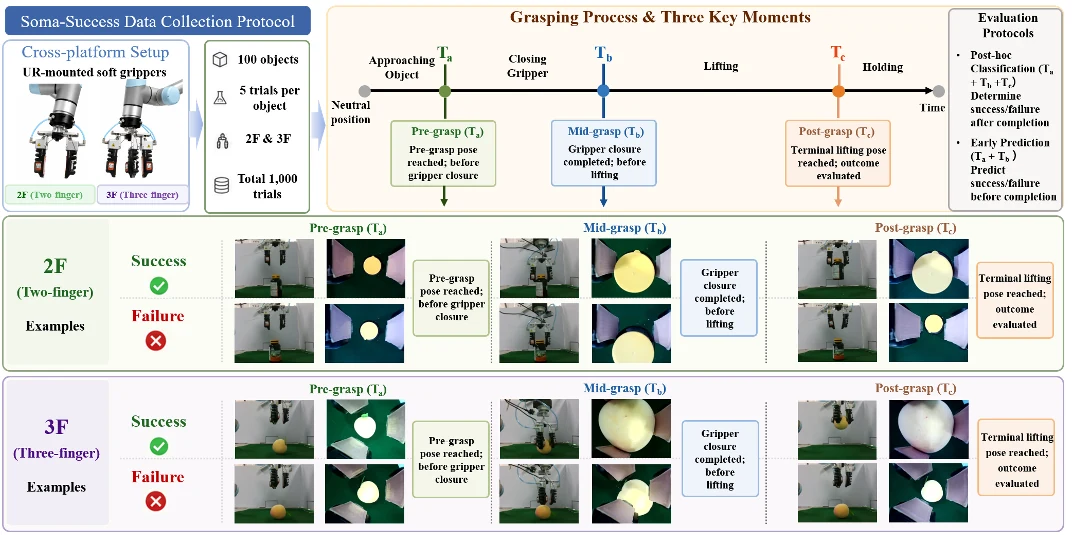 Soma-Success Data Collection Protocol
Cross-platform Setup
UR-mounted soft grippers
2F (Two-finger)
3F (Three-finger)
100 objects
5 trials per
object
2F & 3F
Total 1,000
trials
Grasping Process & Three Key Moments
Neutral
position
Approaching
Object
Ta
Closing
Gripper
Tb
Lifting
Tc
Holding
Time
Pre-grasp (Ta)
Pre-grasp pose
reached; before
gripper closure
Mid-grasp (Tb)
Gripper closure
completed; before
lifting
Post-grasp (Tc)
Terminal lifting pose
reached; outcome
evaluated
Evaluation
Protocols
• Post-hoc
Classification (Ta
+ Tb +Tc)
Determine
success/failure
after completion
• Early Prediction
(Ta + Tb )
Predict
success/failure
before completion
2F
(Two-finger)
Examples
Success
Failure
Pre-grasp (Ta)
Pre-grasp
pose reached;
before gripper
closure
Mid-grasp (Tb)
Gripper
closure
completed;
before
lifting
Post-grasp (Tc)
Terminal lifting
pose reached;
outcome
evaluated
3F
(Three-finger)
Examples
Success
Failure
Pre-grasp (Ta)
Pre-grasp
pose reached;
before gripper
closure
Mid-grasp (Tb)
Gripper
closure
completed;
before
lifting
Post-grasp (Tc)
Terminal lifting
pose reached;
outcome
evaluated